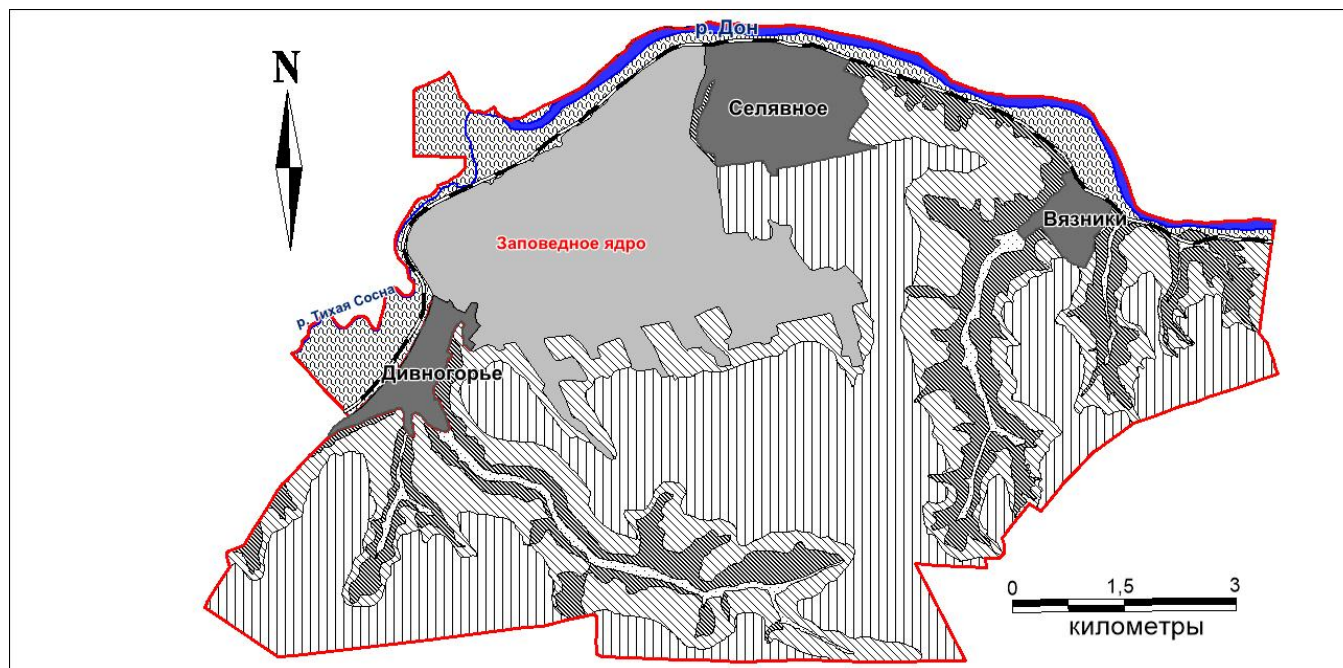 р. Дон
N
Селявное
Вязники
Заповедное ядро
р. Тихая Сосна
Дивногорье
0 1,5 3
километры